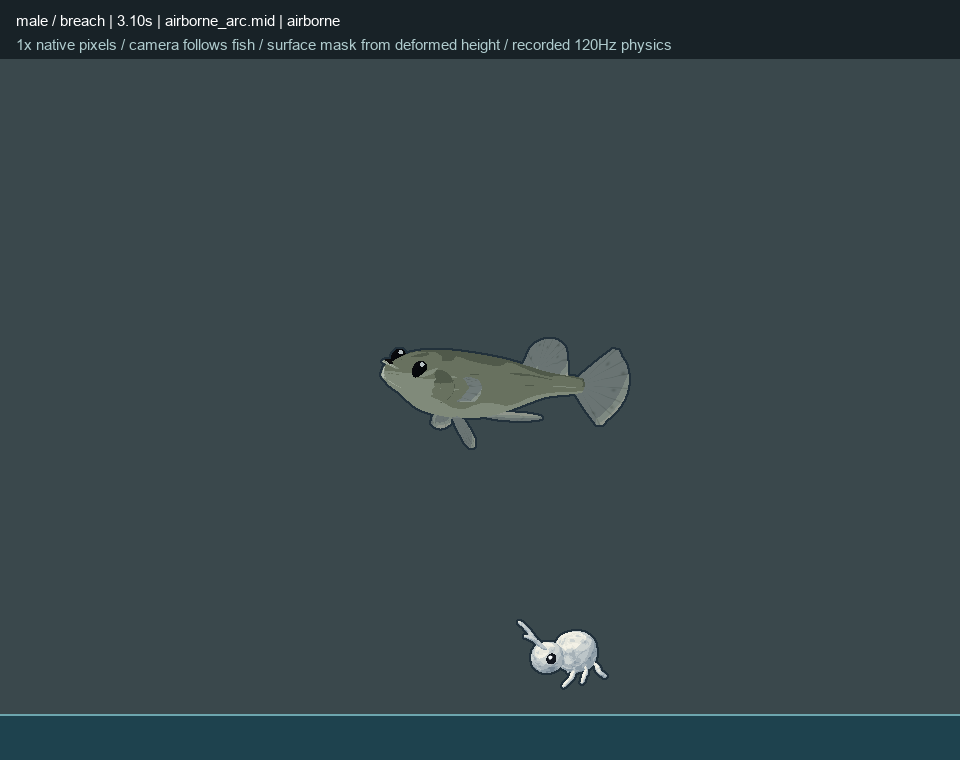 male / breach | 3.10s | airborne_arc.mid | airborne
1x native pixels / camera follows fish / surface mask from deformed height / recorded 120Hz physics